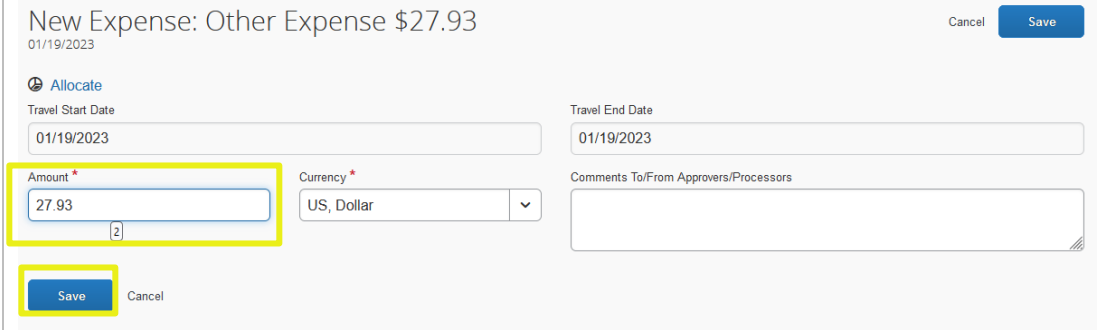 New Expense: Other Expense $27.93
Cancel Save
01/19/2023
Allocate
Travel Start Date Travel End Date
01/19/2023 01/19/2023
Amount * Currency * Comments To/From Approvers/Processors
27.93 US, Dollar
2
Save Cancel